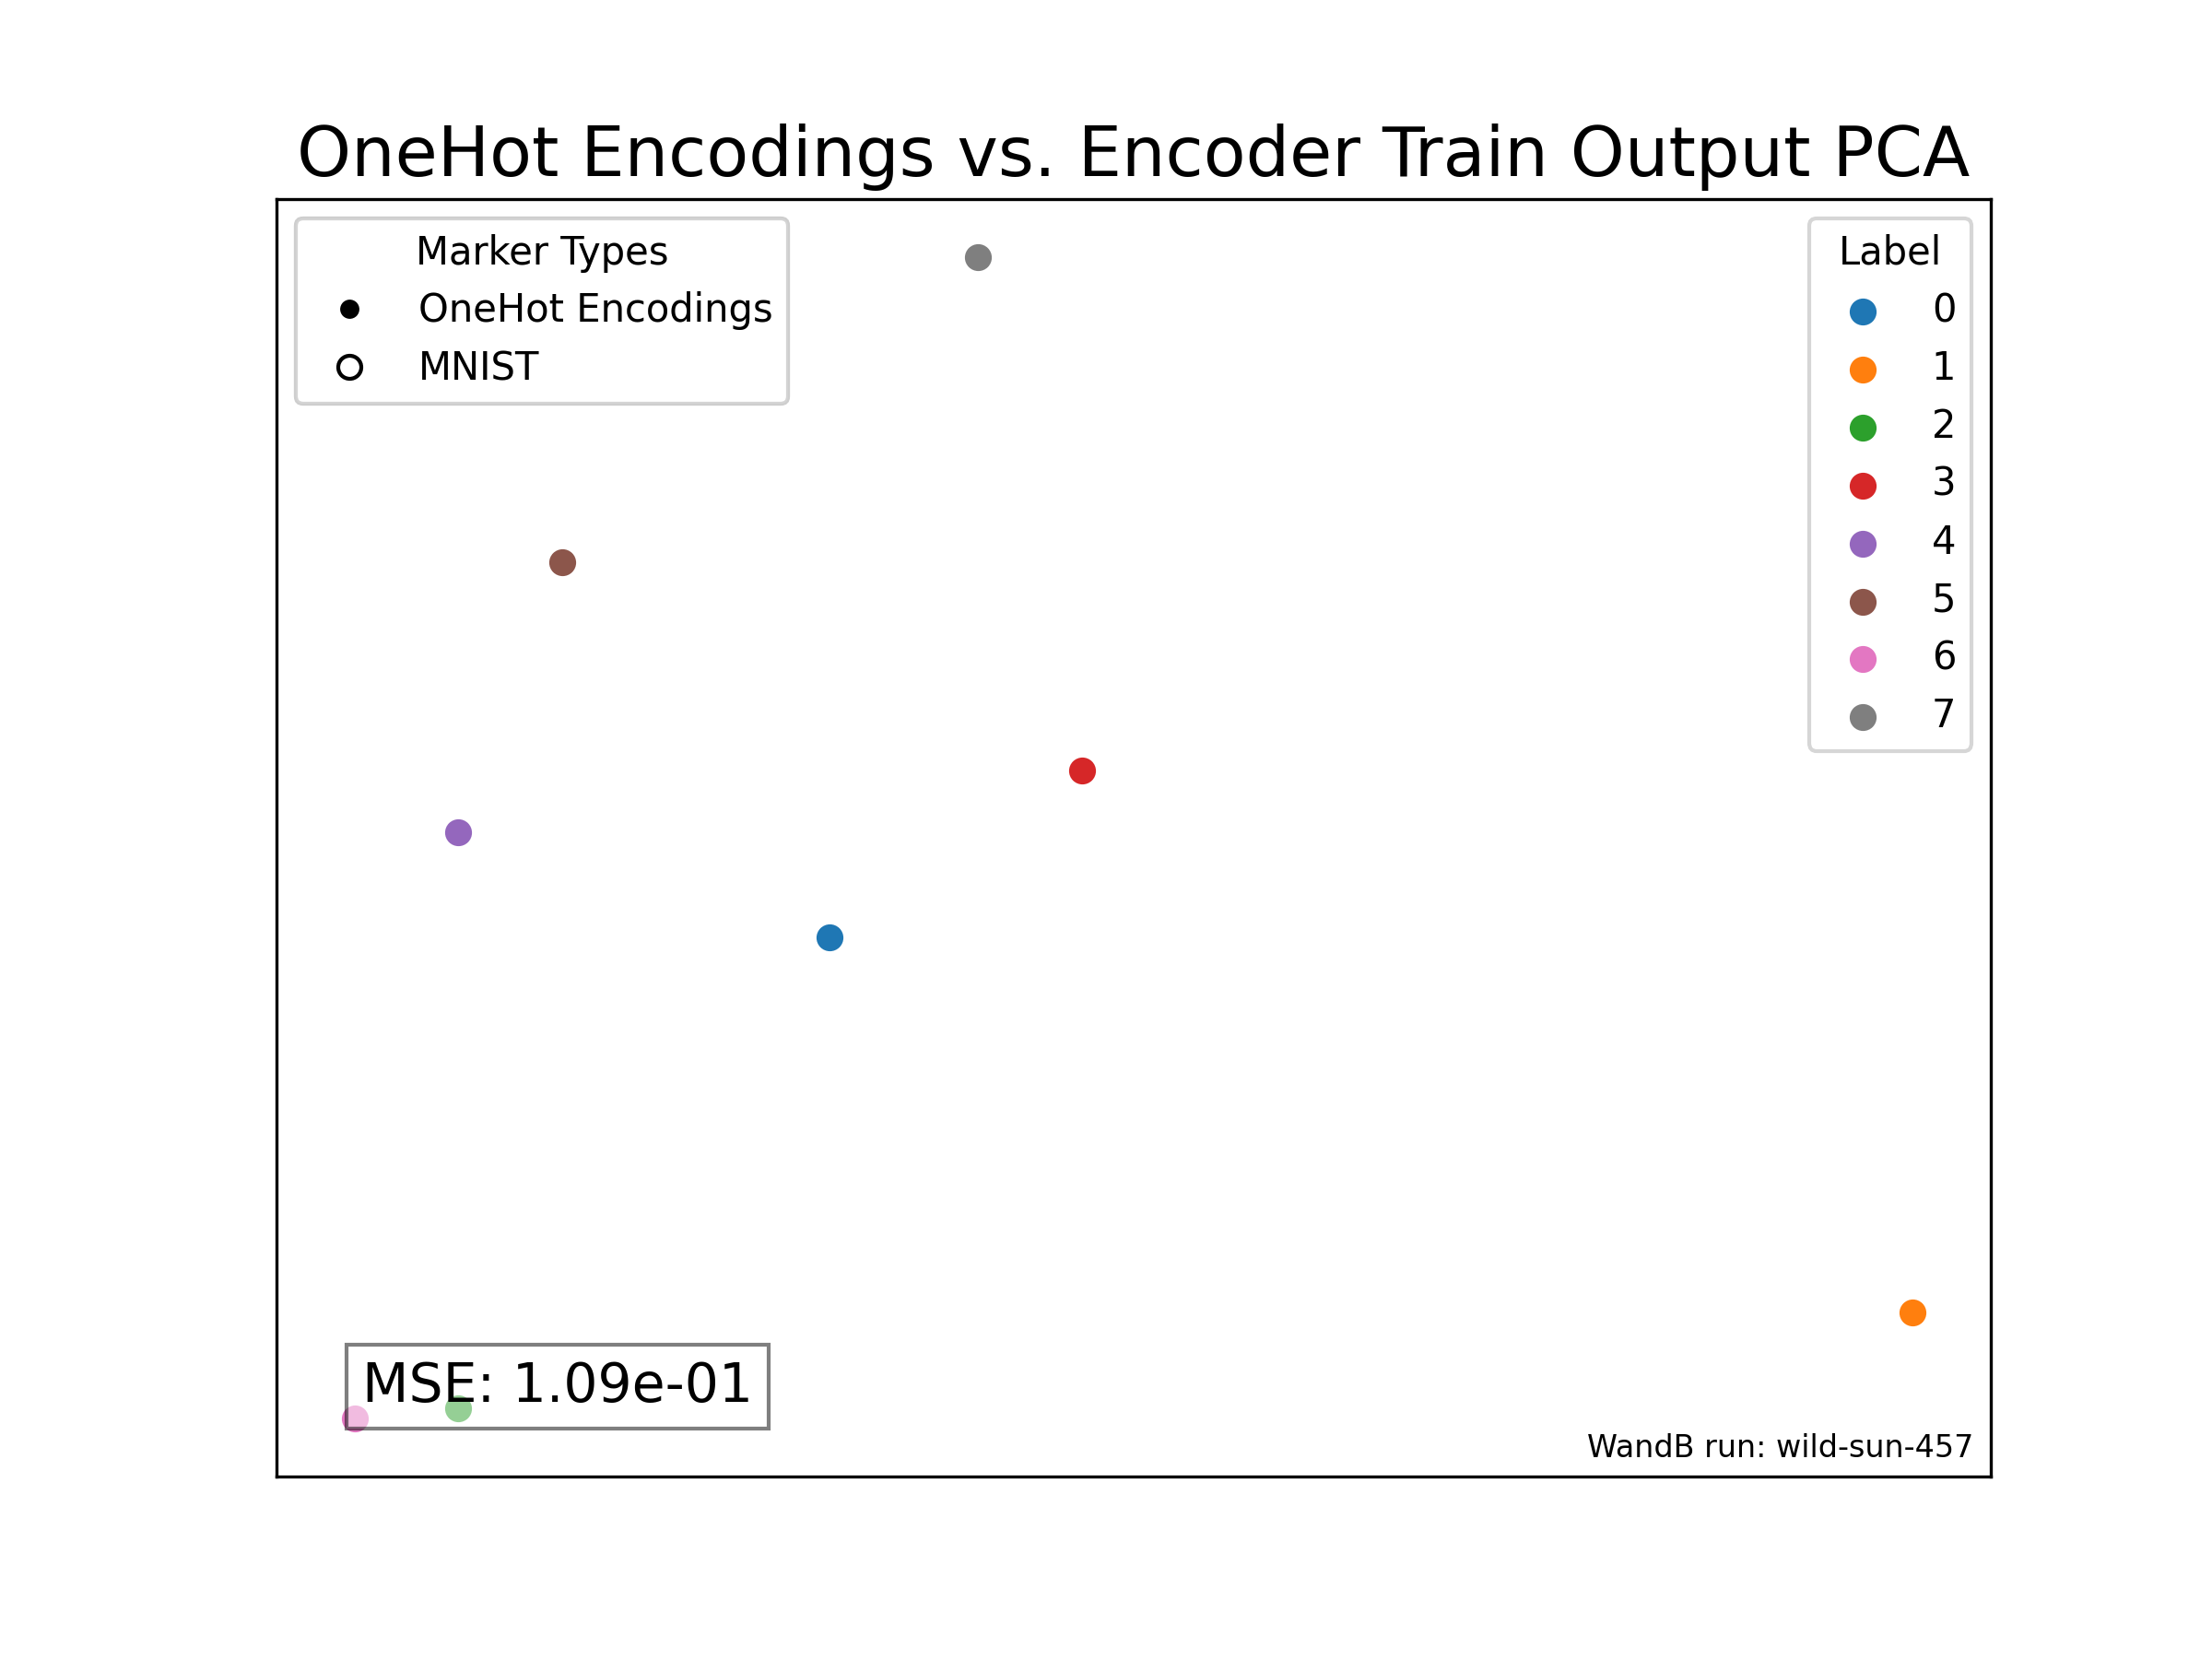 OneHot Encodings vs. Encoder Train Output PCA
Marker Types
OneHot Encodings
MNIST
Label
0
1
2
3
4
5
6
7
MSE: 1.09e-01
WandB run: wild-sun-457